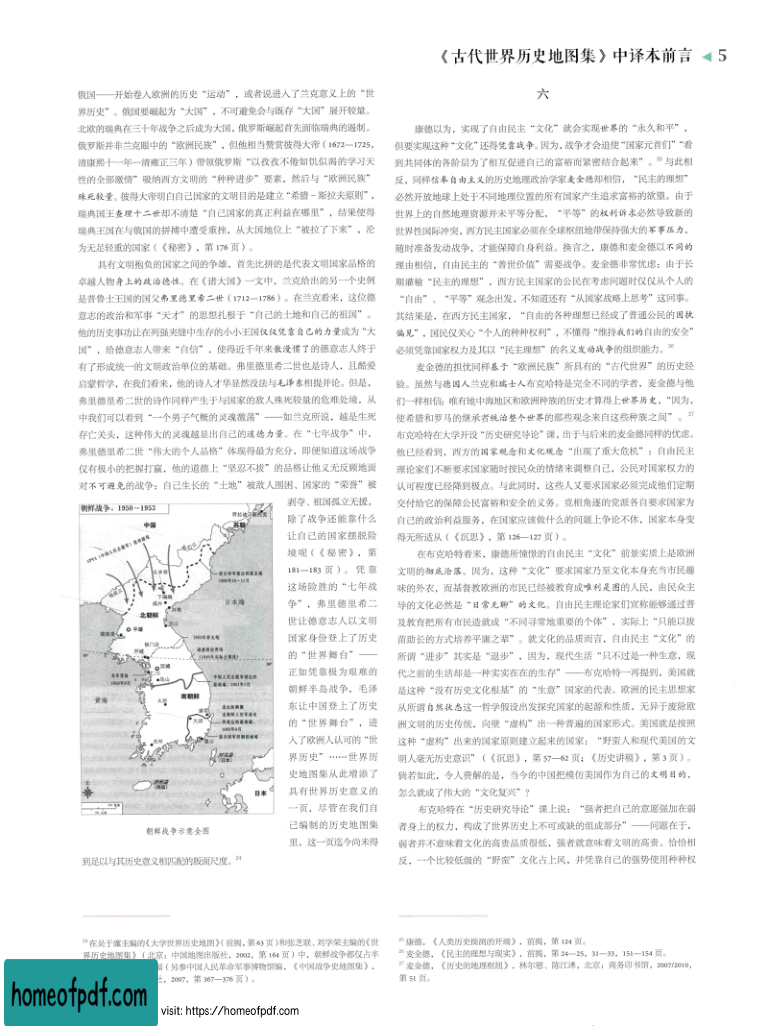 《古代世界历史地图集》中译本前言 ◀ 5
俄国——开始卷入欧洲的历史“运动”，或者说进入了兰克意义上的“世
界历史”。俄国要崛起为“大国”，不可避免会与既存“大国”展开较量。
北欧的瑞典在三十年战争之后成为大国，俄罗斯崛起首先面临瑞典的遏制。
俄罗斯并非兰克眼中的“欧洲民族”，但他相当赞赏彼得大帝（1672—1725，
清康熙十一年—清雍正三年）带领俄罗斯“以孜孜不倦如饥似渴的学习天
性的全部激情”吸纳西方文明的“种种进步”要素，然后与“欧洲民族”
殊死较量。彼得大帝明白自己国家的文明目的是建立“希腊－斯拉夫原则”，
瑞典国王查理十二世却不清楚“自己国家的真正利益在哪里”，结果使得
瑞典王国在与俄国的拼搏中遭受重挫，从大国地位上“被拉了下来”，沦
为无足轻重的国家（《秘密》，第 176 页）。
具有文明抱负的国家之间的争雄，首先比拼的是代表文明国家品格的
卓越人物身上的政治德性。在《诸大国》一文中，兰克给出的另一个史例
是普鲁士王国的国父弗里德里希二世（1712—1786）。在兰克看来，这位德
意志的政治和军事“天才”的思想扎根于“自己的土地和自己的祖国”。
他的历史事功让在列强夹缝中生存的小小王国仅仅凭靠自己的力量成为“大
国”，给德意志人带来“自信”，使得近千年来散漫惯了的德意志人终于
有了形成统一的文明政治单位的基础。弗里德里希二世也是诗人，且酷爱
启蒙哲学，在我们看来，他的诗人才华显然没法与毛泽东相提并论。但是，
弗里德里希二世的诗作同样产生于与国家的敌人殊死较量的危难处境，从
中我们可以看到“一个男子气概的灵魂激荡”——如兰克所说，越是生死
存亡关头，这种伟大的灵魂越显出自己的道德力量。在“七年战争”中，
弗里德里希二世“伟大的个人品格”体现得最为充分，即便知道这场战争
仅有极小的把握打赢，他的道德上“坚忍不拔”的品格让他义无反顾地面
对不可避免的战争：自己生长的“土地”被敌人围困、国家的“荣誉”被
剥夺、祖国孤立无援，
除了战争还能靠什么
让自己的国家摆脱险
境呢（《秘密》，第
181—183 页）。凭靠
这场险胜的“七年战
争”，弗里德里希二
世让德意志人以文明
国家身份登上了历史
的“世界舞台”——
正如凭靠极为艰难的
朝鲜半岛战争，毛泽
东让中国登上了历史
的“世界舞台”，进
入了欧洲人认可的“世
界历史”……世界历
史地图集从此增添了
具有世界历史意义的
一页，尽管在我们自
己编制的历史地图集
里，这一页迄今尚未得
到足以与其历史意义相匹配的版面尺度。24
朝鲜战争，1950—1953
中国
苏联
日本海
北朝鲜
平壤
汉城
南朝鲜
黄海
日本
朝鲜战争示意全图
六
康德以为，实现了自由民主“文化”就会实现世界的“永久和平”，
但要实现这种“文化”还得凭靠战争。因为，战争才会迫使“国家元首们”“看
到共同体的各阶层为了相互促进自己的富裕而紧密结合起来”。25与此相
反，同样信奉自由主义的历史地理政治学家麦金德却相信，“民主的理想”
必然开放地球上处于不同地理位置的所有国家产生追求富裕的欲望。由于
世界上的自然地理资源并未平等分配，“平等”的权利诉求必然导致新的
世界性国际冲突，西方民主国家必须在全球枢纽地带保持强大的军事压力，
随时准备发动战争，才能保障自身利益。换言之，康德和麦金德以不同的
理由相信，自由民主的“普世价值”需要战争。麦金德非常忧虑：由于长
期灌输“民主的理想”，西方民主国家的公民在考虑问题时仅仅从个人的
“自由”、“平等”观念出发，不知道还有“从国家战略上思考”这回事。
其结果是，在西方民主国家，“自由的各种理想已经成了普通公民的固执
偏见”，国民仅关心“个人的种种权利”，不懂得“维持我们的自由的安全”
必须凭靠国家权力及其以“民主理想”的名义发动战争的组织能力。26
麦金德的担忧同样基于“欧洲民族”所具有的“古代世界”的历史经
验。虽然与德国人兰克和瑞士人布克哈特是完全不同的学者，麦金德与他
们一样相信：唯有地中海地区和欧洲种族的历史才算得上世界历史，“因为，
使希腊和罗马的继承者统治整个世界的那些观念来自这些种族之间”。27
布克哈特在大学开设“历史研究导论”课，出于与后来的麦金德同样的忧虑。
他已经看到，西方的国家观念和文化观念“出现了重大危机”：自由民主
理论家们不断要求国家随时按民众的情绪来调整自己，公民对国家权力的
认可程度已经降到极点。与此同时，这些人又要求国家必须完成他们定期
交付给它的保障公民富裕和安全的义务。竞相角逐的党派各自要求国家为
自己的政治利益服务，在国家应该做什么的问题上争论不休，国家本身变
得无所适从（《沉思》，第 126—127 页）。
在布克哈特看来，康德所憧憬的自由民主“文化”前景实质上是欧洲
文明的彻底沦落。因为，这种“文化”要求国家乃至文化本身充当市民趣
味的外衣，而基督教欧洲的市民已经被教育成唯利是图的人民，由民众主
导的文化必然是“日常无聊”的文化。自由民主理论家们宣称能够通过普
及教育把所有市民造就成“不同寻常地重要的个体”，实际上“只能以拔
苗助长的方式培养平庸之辈”。就文化的品质而言，自由民主“文化”的
所谓“进步”其实是“退步”，因为，现代生活“只不过是一种生意，现
代之前的生活却是一种实实在在的生存”——布克哈特一再提到，美国就
是这种“没有历史文化根基”的“生意”国家的代表。欧洲的民主思想家
从所谓自然状态这一哲学假设出发探究国家的起源和性质，无异于废除欧
洲文明的历史传统，向壁“虚构”出一种普遍的国家形式。美国就是按照
这种“虚构”出来的国家原则建立起来的国家：“野蛮人和现代美国的文
明人毫无历史意识”（《沉思》，第 57—62 页；《历史讲稿》，第 3 页）。
倘若如此，令人费解的是，当今的中国把模仿美国作为自己的文明目的，
怎么就成了伟大的“文化复兴”？
布克哈特在“历史研究导论”课上说：“强者把自己的意愿强加在弱
者身上的权力，构成了世界历史上不可或缺的组成部分”——问题在于，
弱者并不意味着文化的高贵品质很低，强者就意味着文明的高贵。恰恰相
反，一个比较低级的“野蛮”文化占上风，并凭靠自己的强势使用种种权
24 在吴于廑主编的《大学世界历史地图》（前揭，第 63 页）和张芝联、刘学荣主编的《世
界历史地图集》（北京：中国地图出版社，2002，第 164 页）中，朝鲜战争都仅占半
（另参中国人民革命军事博物馆编，《中国战争史地图集》，
社，2007，第 367—376 页）。
25 康德，《人类历史揣测的开端》，前揭，第 124 页。
26 麦金德，《民主的理想与现实》，前揭，第 24—25，31—33，151—154 页。
27 麦金德，《历史的地理枢纽》，林尔蔚、陈江译，北京：商务印书馆，2007/2010，
第 51 页。
homeofpdf.com
visit: https://homeofpdf.com